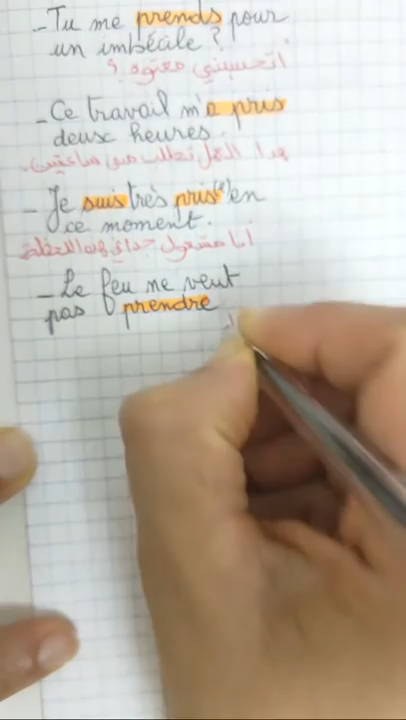 - Tu me prends pour
un imbécile ?
أتحسبني معتوه ؟
- Ce travail m'a pris
deux heures.
هذا العمل تطلب مني ساعتين.
- Je suis très pris(e) en
ce moment.
أنا مشغول جدا في هذه اللحظة
- Le feu ne veut
pas prendre